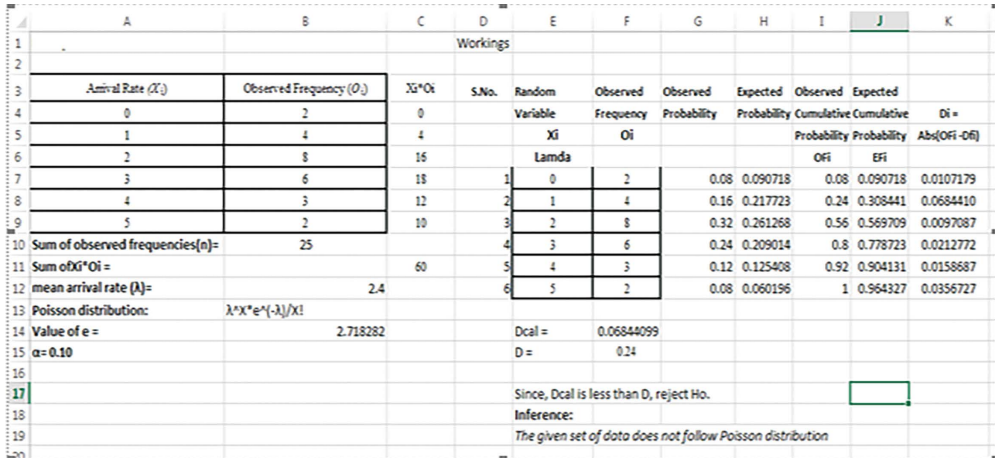 A B C D E F G H I J K
1 . Workings
2
3 Arrival Rate (Xi) Observed Frequency (Oi) Xi*Oi S.No. Random Observed Observed Expected Observed Expected
4 0 2 0 Variable Frequency Probability Probability Cumulative Cumulative Di =
5 1 4 4 Xi Oi Probability Probability Abs(OFi -Dfi)
6 2 8 16 Lamda OFi EFi
7 3 6 18 1 0 2 0.08 0.090718 0.08 0.090718 0.0107179
8 4 3 12 2 1 4 0.16 0.217723 0.24 0.308441 0.0684410
9 5 2 10 3 2 8 0.32 0.261268 0.56 0.569709 0.0097087
10 Sum of observed frequencies(n)= 25 4 3 6 0.24 0.209014 0.8 0.778723 0.0212772
11 Sum ofXi*Oi = 60 5 4 3 0.12 0.125408 0.92 0.904131 0.0158687
12 mean arrival rate (λ)= 2.4 6 5 2 0.08 0.060196 1 0.964327 0.0356727
13 Poisson distribution: λ^X*e^(-λ)/X!
14 Value of e = 2.718282 Dcal = 0.06844099
15 α= 0.10 D = 0.24
16
17 Since, Dcal is less than D, reject Ho.
18 Inference:
19 The given set of data does not follow Poisson distribution
20